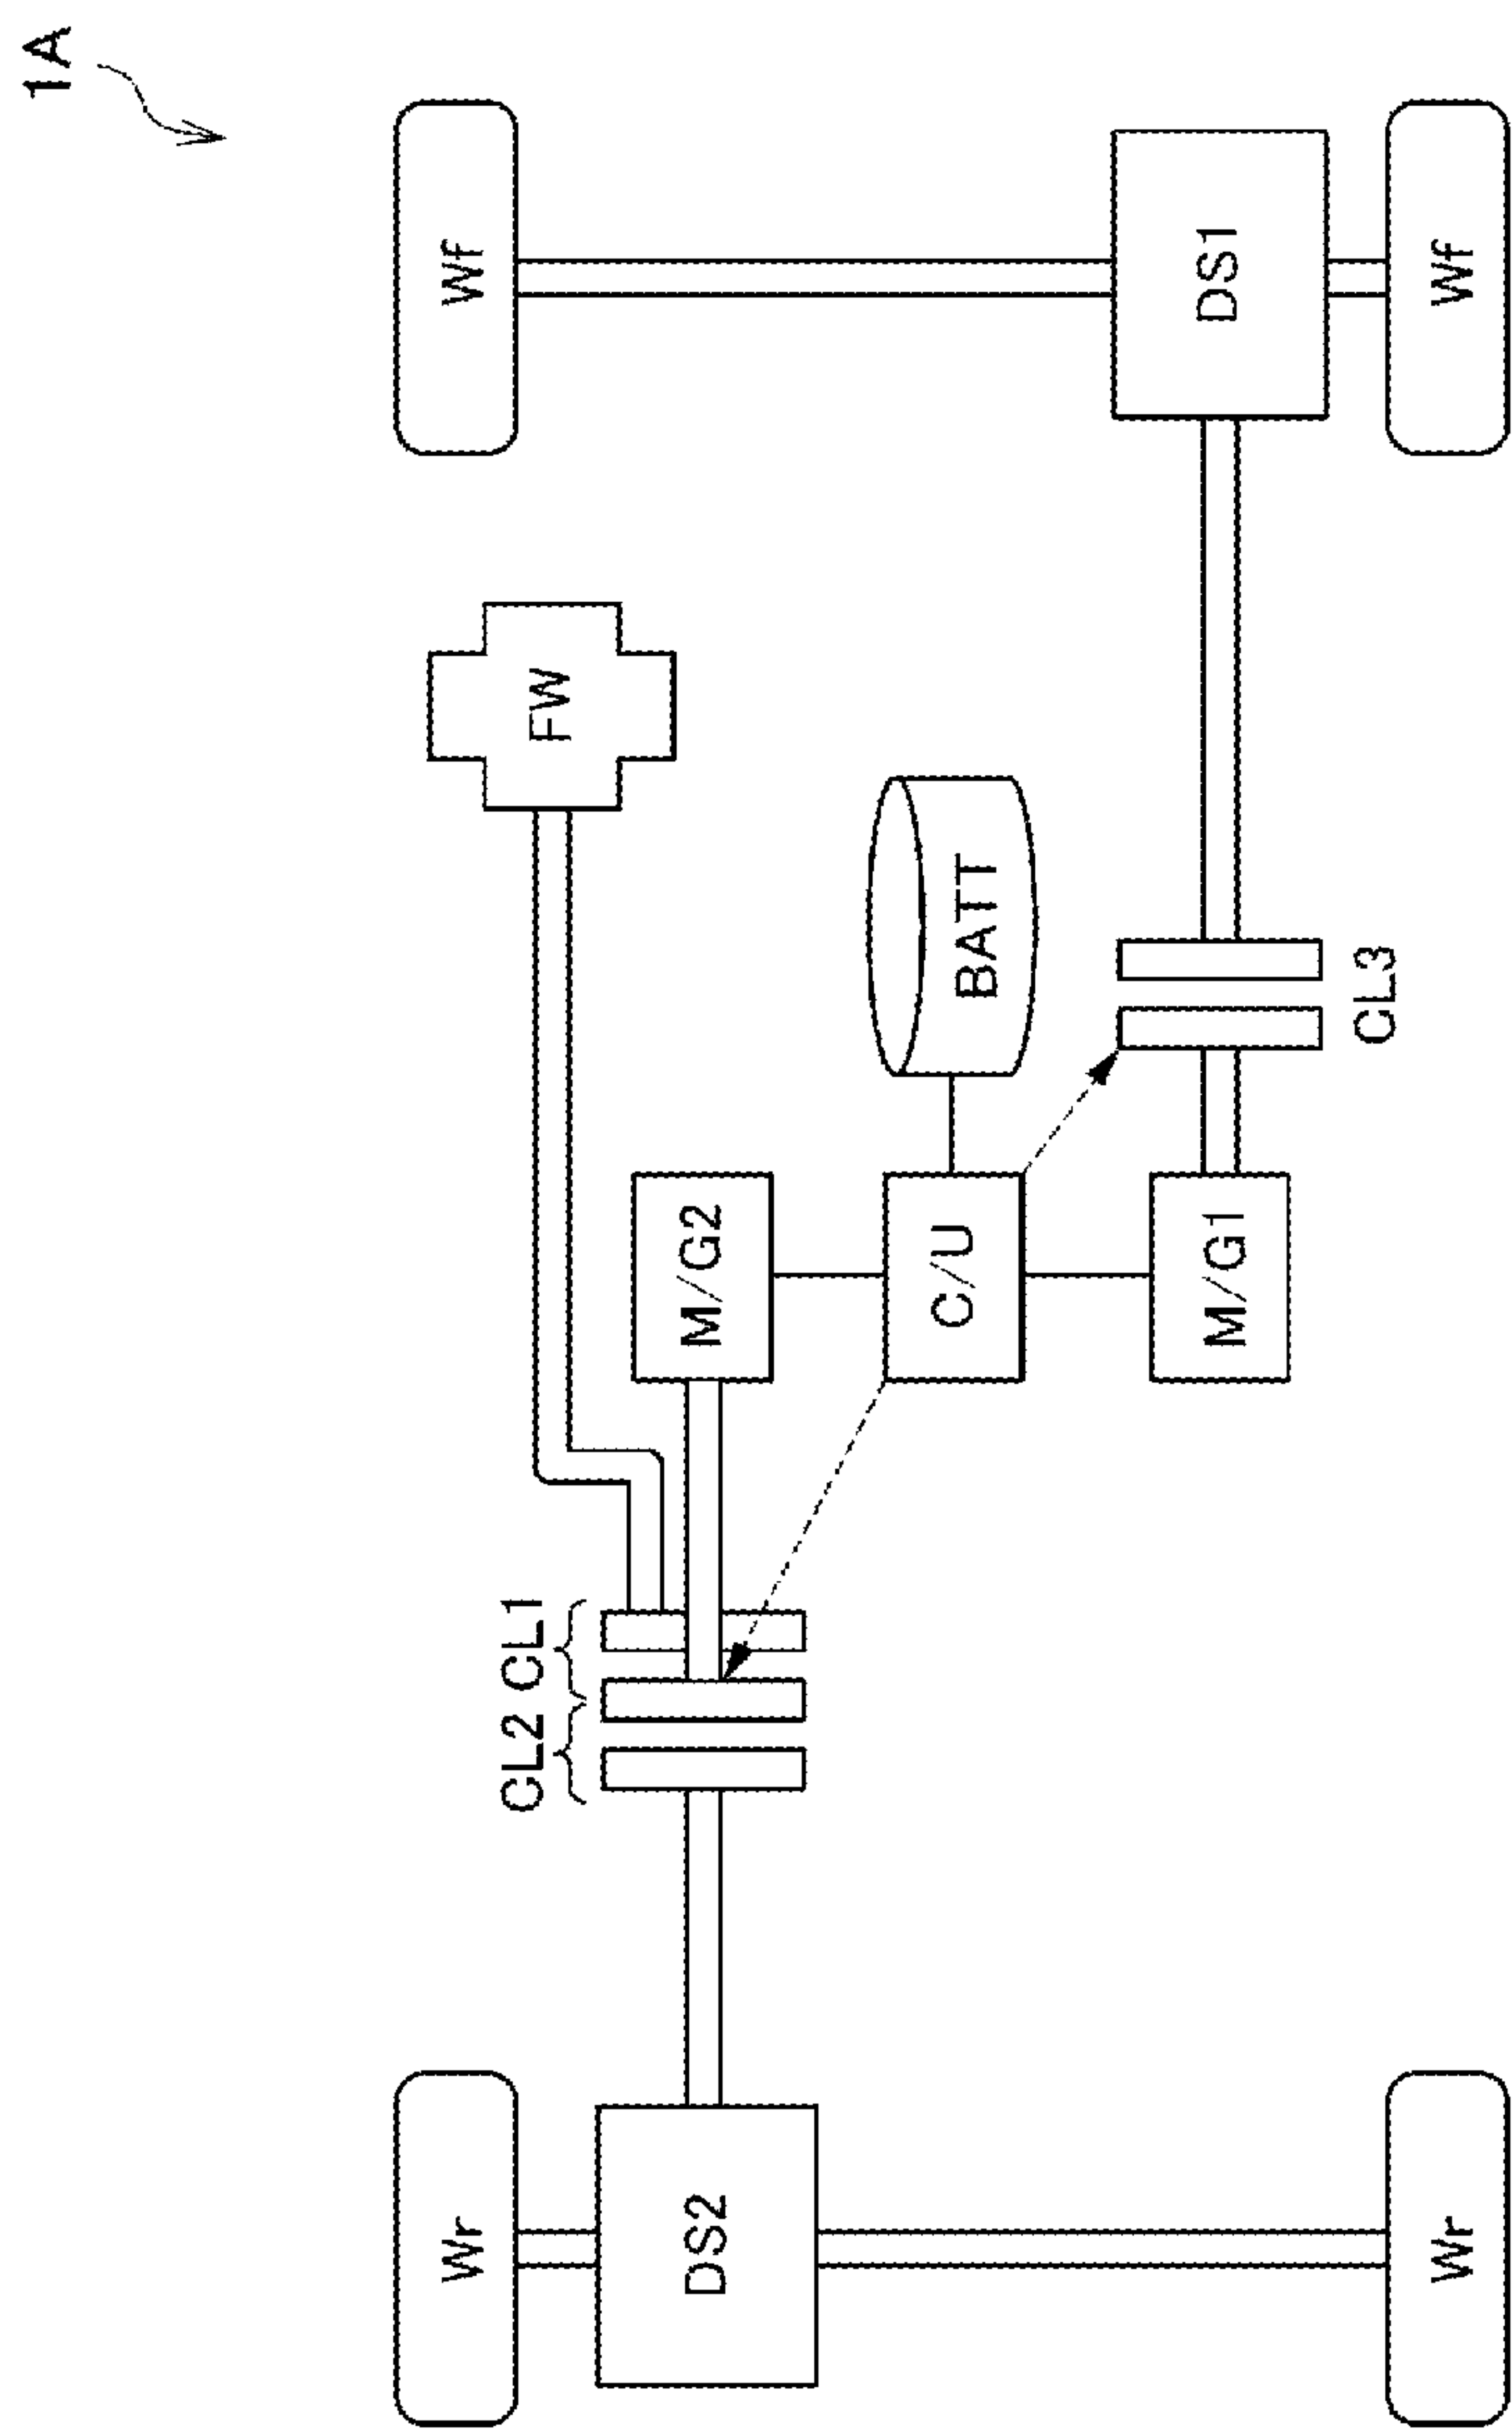 1A
Wf
Wf
DS1
FW
BATT
CL3
M/G2
C/U
M/G1
CL2
CL1
Wr
DS2
Wr